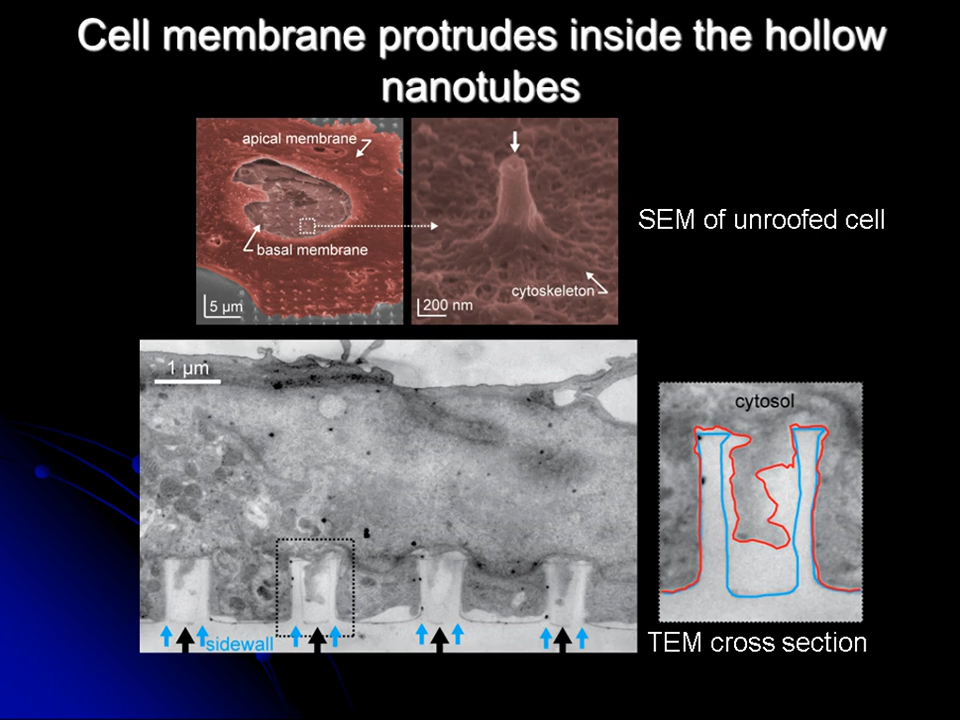 Cell membrane protrudes inside the hollow
nanotubes
apical membrane
basal membrane
5 µm
cytoskeleton
200 nm
SEM of unroofed cell
1 µm
sidewall
cytosol
TEM cross section